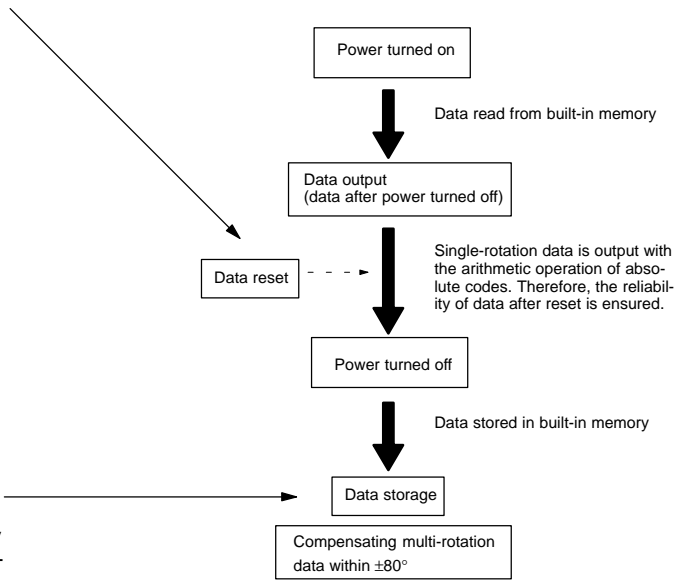 Power turned on
Data read from built-in memory
Data output
(data after power turned off)
Single-rotation data is output with
the arithmetic operation of abso-
lute codes. Therefore, the reliabil-
ity of data after reset is ensured.
Data reset
Power turned off
Data stored in built-in memory
Data storage
Compensating multi-rotation
data within ±80°